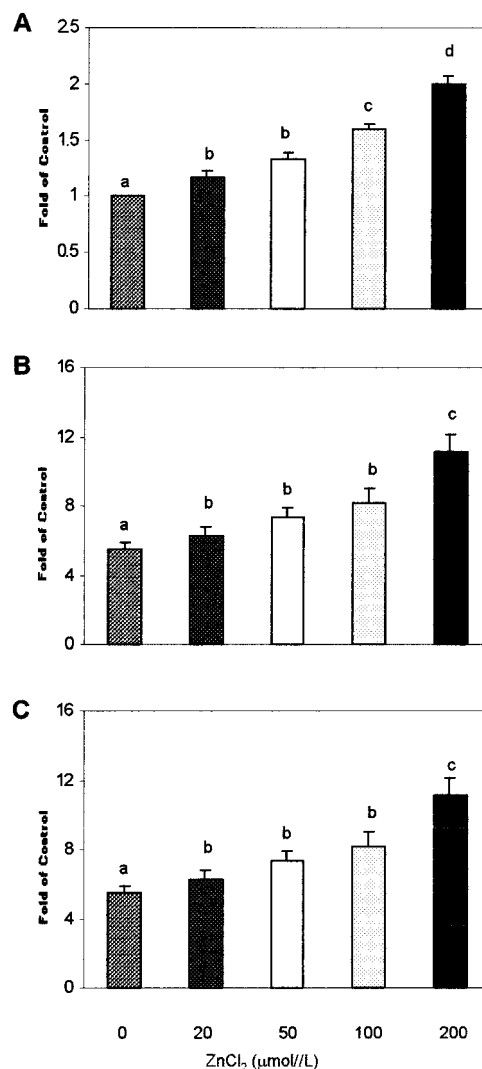 A
2.5
d
2
c
b
1.5
b
a
1
0.5
0
Fold of Control
B
16
c
12
b
b
8
b
a
4
0
Fold of Control
C
16
c
12
b
b
8
b
a
4
0
Fold of Control
0 20 50 100 200
ZnCl₂ (μmol//L)